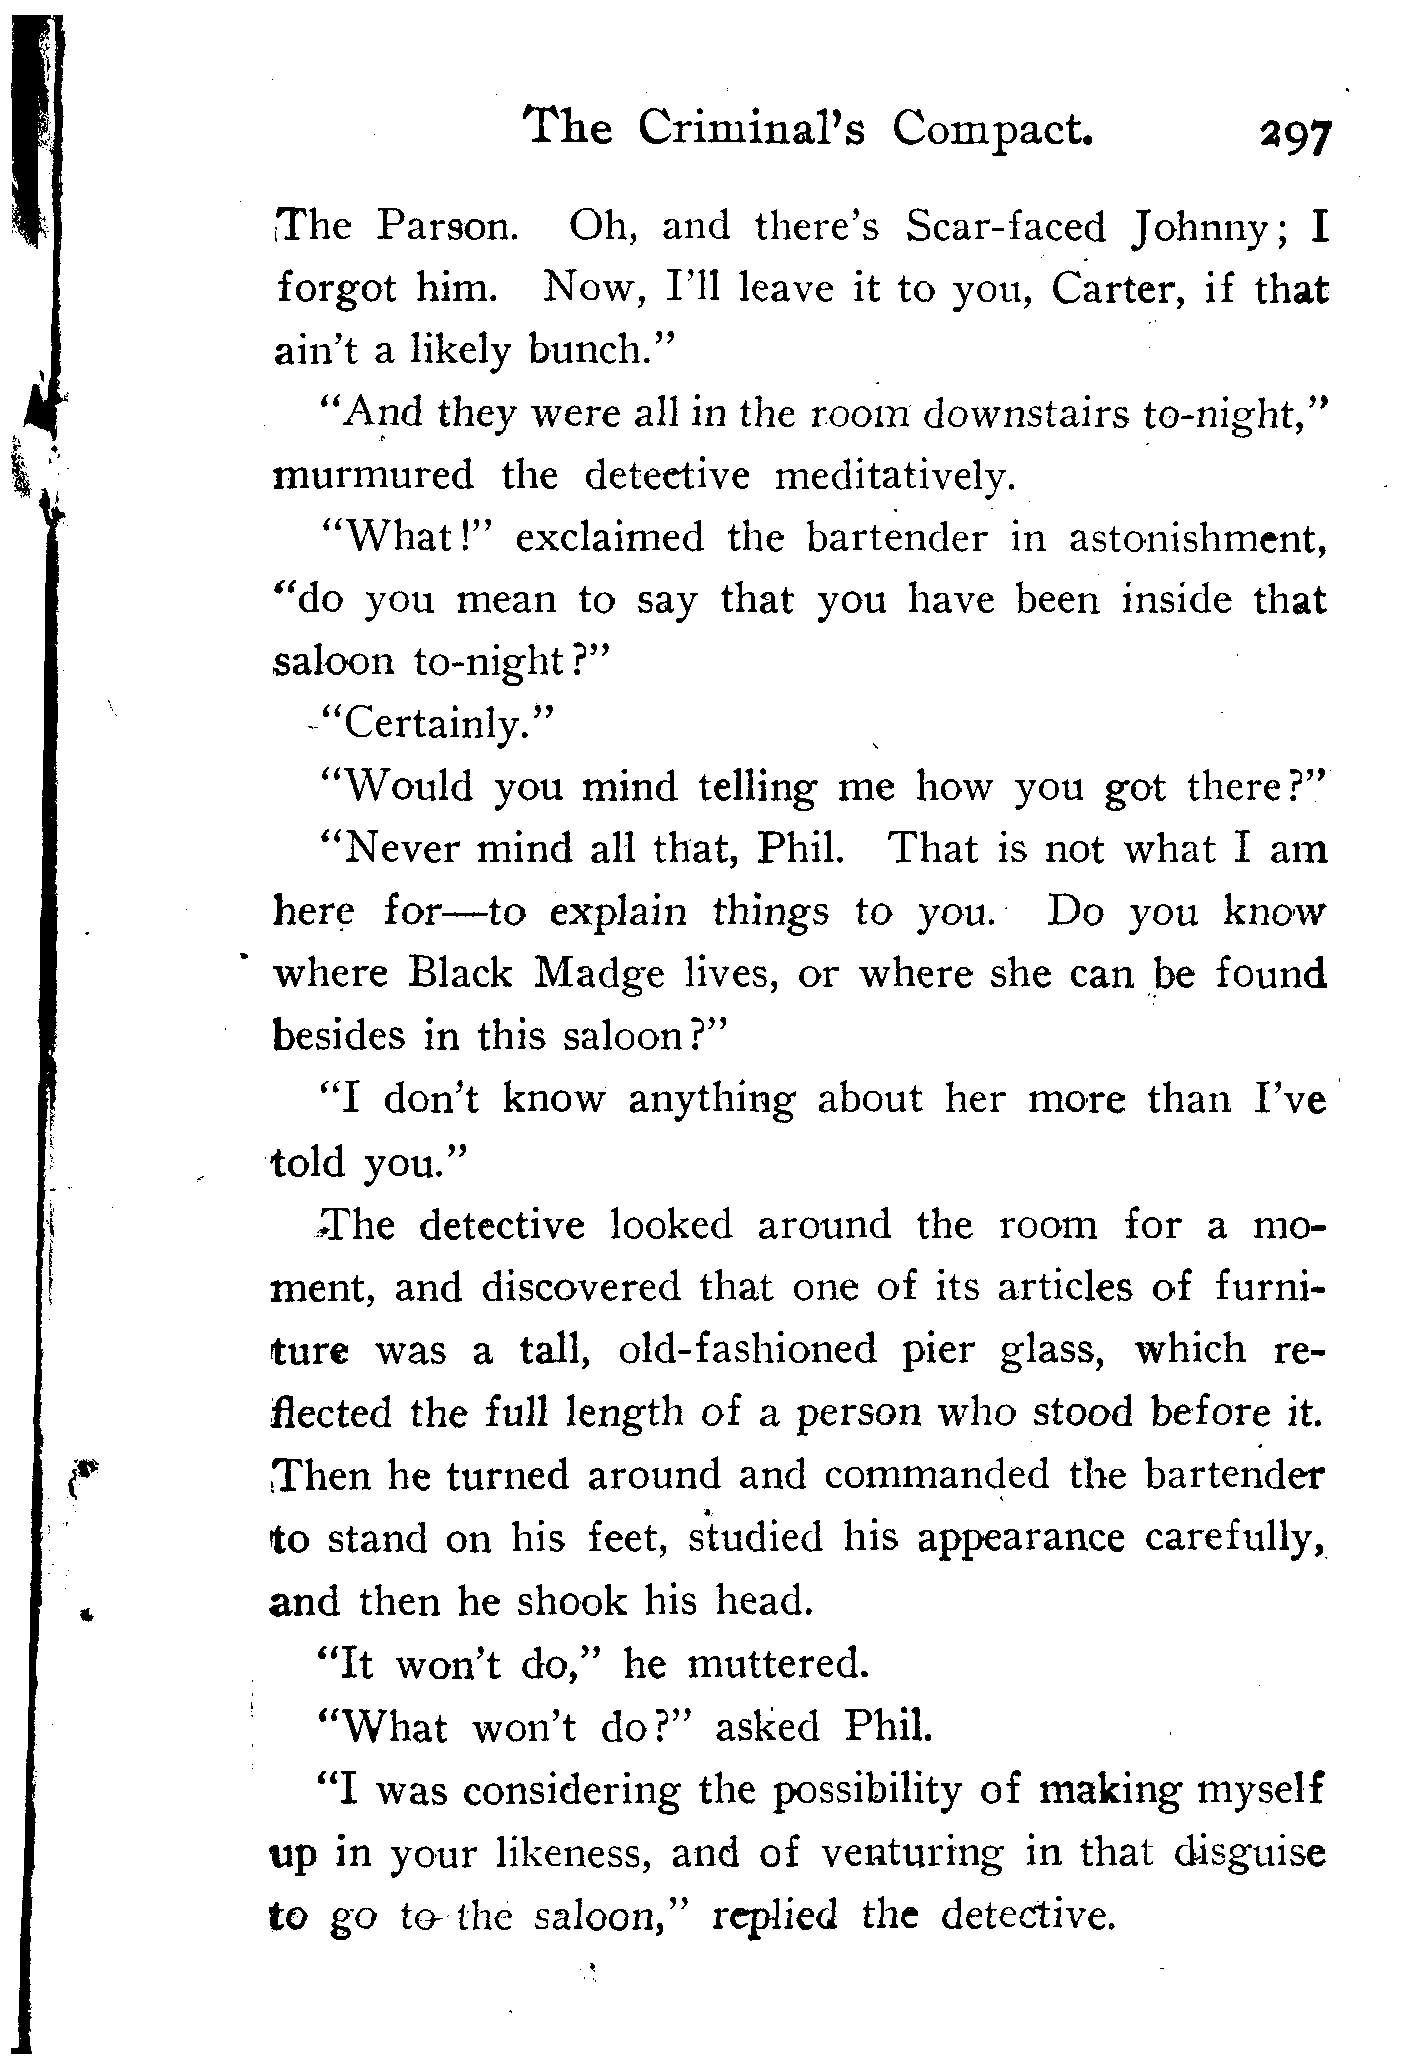 The Criminal's Compact. 297
The Parson. Oh, and there's Scar-faced Johnny; I
forgot him. Now, I'll leave it to you, Carter, if that
ain't a likely bunch."
"And they were all in the room downstairs to-night,"
murmured the detective meditatively.
"What!" exclaimed the bartender in astonishment,
"do you mean to say that you have been inside that
saloon to-night?"
"Certainly."
"Would you mind telling me how you got there?"
"Never mind all that, Phil. That is not what I am
here for—to explain things to you. Do you know
where Black Madge lives, or where she can be found
besides in this saloon?"
"I don't know anything about her more than I've
told you."
The detective looked around the room for a mo-
ment, and discovered that one of its articles of furni-
ture was a tall, old-fashioned pier glass, which re-
flected the full length of a person who stood before it.
Then he turned around and commanded the bartender
to stand on his feet, studied his appearance carefully,
and then he shook his head.
"It won't do," he muttered.
"What won't do?" asked Phil.
"I was considering the possibility of making myself
up in your likeness, and of venturing in that disguise
to go to the saloon," replied the detective.